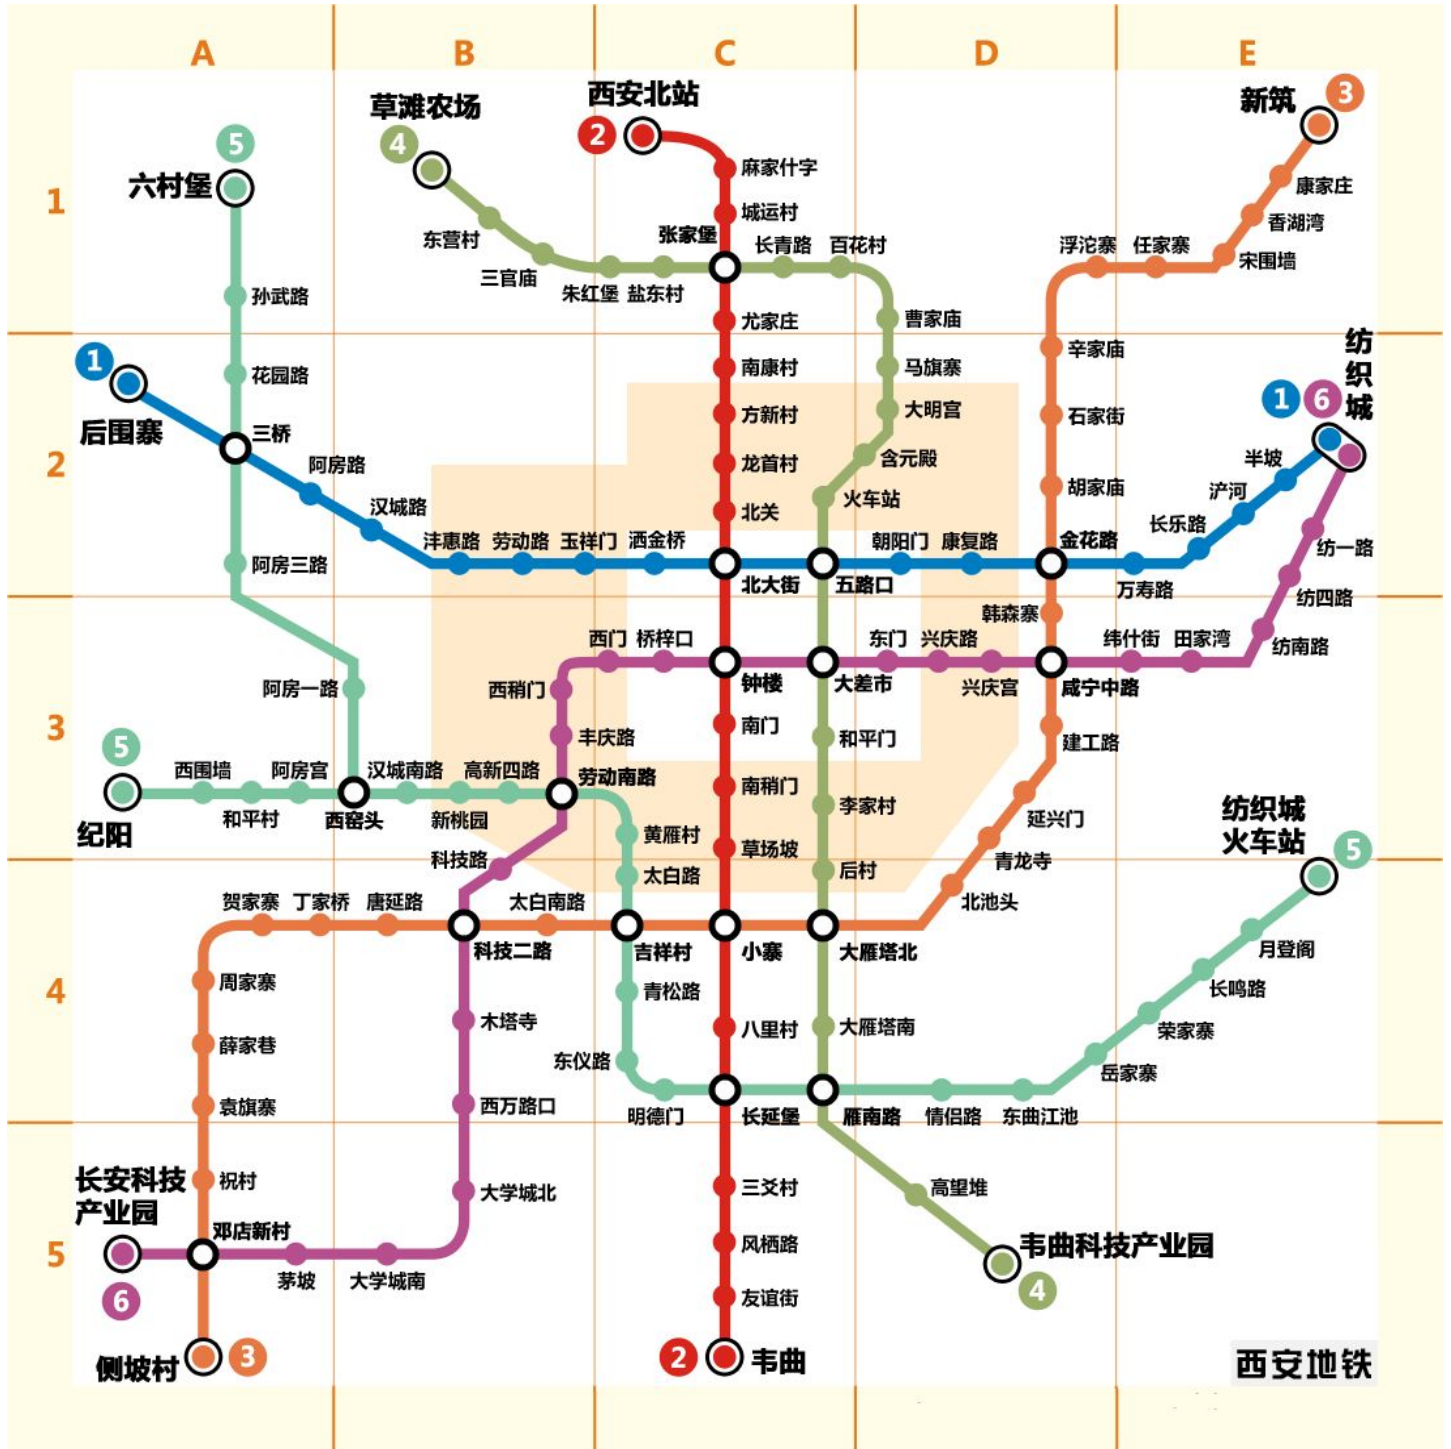 A
B
C
D
E
1
2
3
4
5
草滩农场
4
西安北站
2
新筑
3
5
六村堡
麻家什字
城运村
张家堡
长青路
百花村
东营村
三官庙
朱红堡
盐东村
浮沱寨
任家寨
康家庄
香湖湾
宋围墙
孙武路
尤家庄
曹家庙
辛家庙
1
后围寨
花园路
三桥
阿房路
汉城路
南康村
方新村
龙首村
北关
马旗寨
大明宫
含元殿
火车站
石家街
胡家庙
1
6
纺
织
城
半坡
浐河
长乐路
纺一路
纺四路
纺南路
沣惠路
劳动路
玉祥门
洒金桥
北大街
五路口
朝阳门
康复路
金花路
万寿路
阿房三路
韩森寨
西门
桥梓口
钟楼
大差市
东门
兴庆路
兴庆宫
咸宁中路
纬什街
田家湾
阿房一路
西稍门
丰庆路
南门
和平门
建工路
5
纪阳
西围墙
和平村
阿房宫
西窑头
汉城南路
新桃园
高新四路
劳动南路
黄雁村
太白路
南稍门
草场坡
李家村
后村
延兴门
青龙寺
北池头
纺织城
火车站
5
科技路
贺家寨
丁家桥
唐延路
科技二路
太白南路
吉祥村
小寨
大雁塔北
月登阁
长鸣路
荣家寨
岳家寨
周家寨
薛家巷
袁旗寨
木塔寺
西万路口
青松路
东仪路
明德门
八里村
长延堡
大雁塔南
雁南路
情侣路
东曲江池
长安科技
产业园
6
祝村
邓店新村
茅坡
大学城南
大学城北
三爻村
凤栖路
友谊街
高望堆
韦曲科技产业园
4
侧坡村
3
2
韦曲
西安地铁